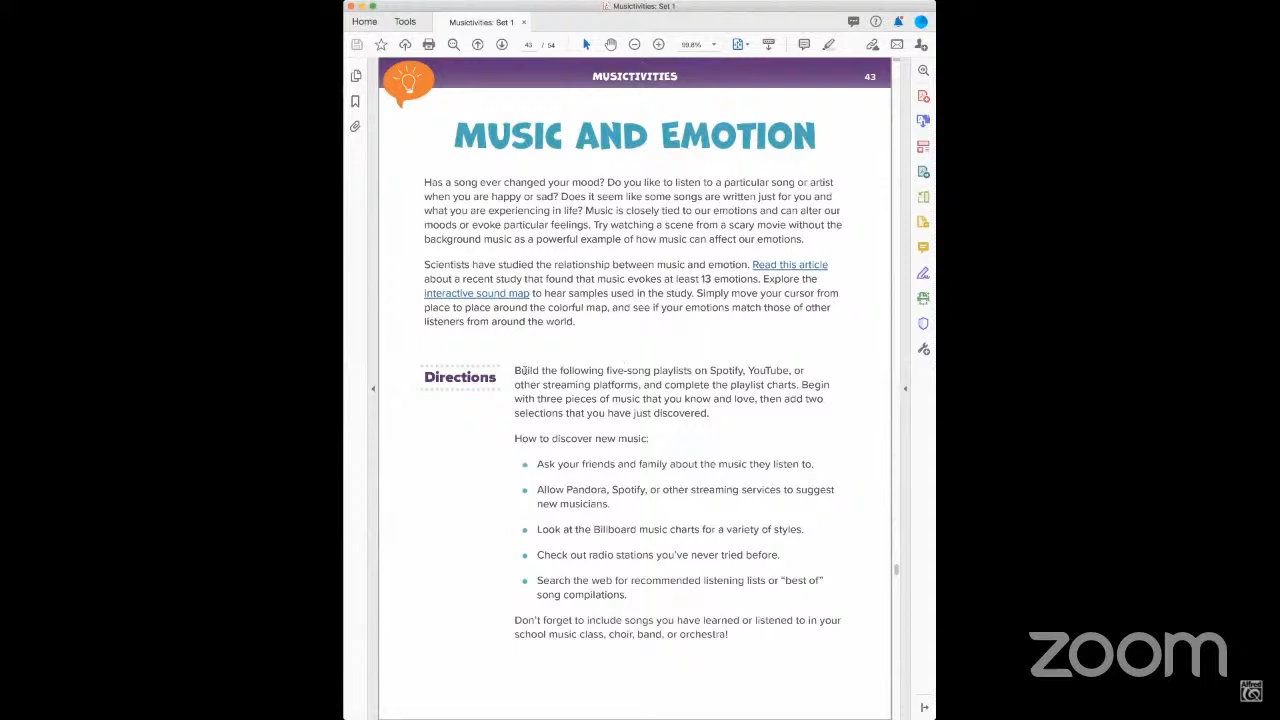 Musictivities: Set 1
Home Tools Musictivities: Set 1 ×
43 / 54 99.8%
MUSICTIVITIES 43
MUSIC AND EMOTION
Has a song ever changed your mood? Do you like to listen to a particular song or artist
when you are happy or sad? Does it seem like some songs are written just for you and
what you are experiencing in life? Music is closely tied to our emotions and can alter our
moods or evoke particular feelings. Try watching a scene from a scary movie without the
background music as a powerful example of how music can affect our emotions.
Scientists have studied the relationship between music and emotion. Read this article
about a recent study that found that music evokes at least 13 emotions. Explore the
interactive sound map to hear samples used in the study. Simply move your cursor from
place to place around the colorful map, and see if your emotions match those of other
listeners from around the world.
Directions
Build the following five-song playlists on Spotify, YouTube, or
other streaming platforms, and complete the playlist charts. Begin
with three pieces of music that you know and love, then add two
selections that you have just discovered.
How to discover new music:
• Ask your friends and family about the music they listen to.
• Allow Pandora, Spotify, or other streaming services to suggest
new musicians.
• Look at the Billboard music charts for a variety of styles.
• Check out radio stations you've never tried before.
• Search the web for recommended listening lists or "best of"
song compilations.
Don't forget to include songs you have learned or listened to in your
school music class, choir, band, or orchestra!
zoom
Alfred